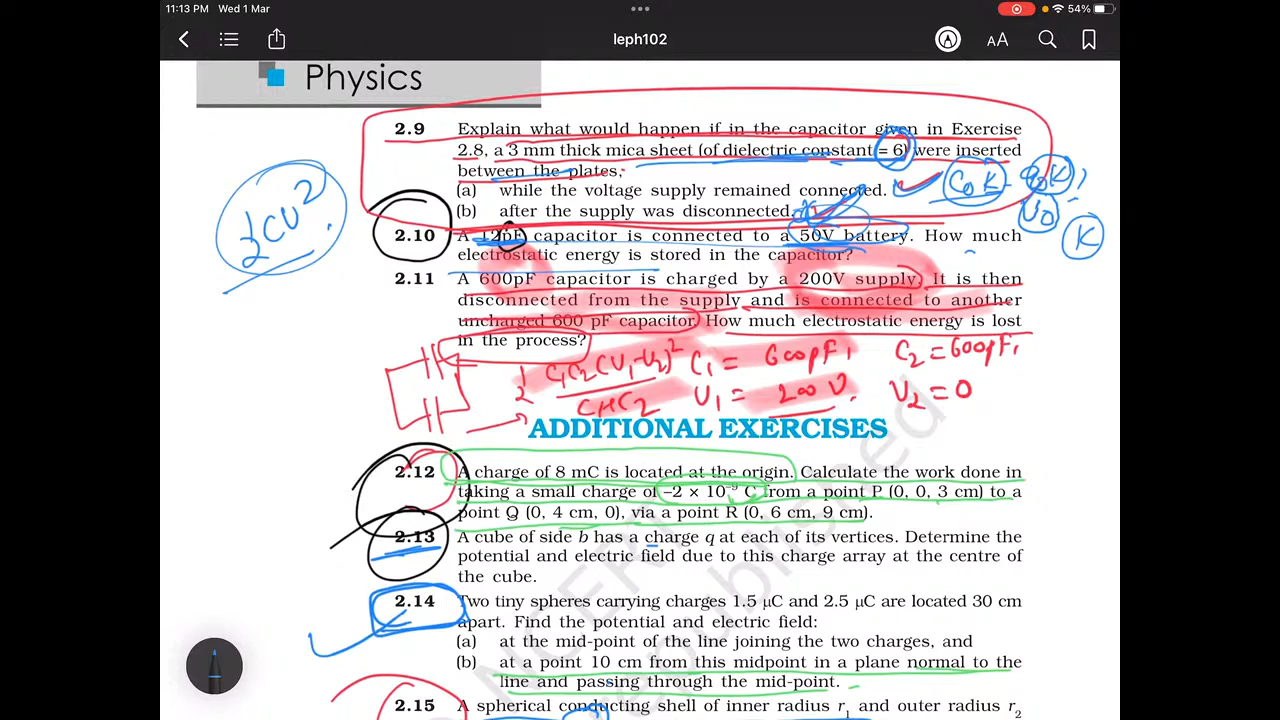 11:13 PM Wed 1 Mar
54%
leph102
AA
Physics
2.9 Explain what would happen if in the capacitor given in Exercise
2.8, a 3 mm thick mica sheet (of dielectric constant = 6) were inserted
between the plates,
(a) while the voltage supply remained connected.
(b) after the supply was disconnected.
C₀K
V₀
K
½CV²
2.10 A 12pF capacitor is connected to a 50V battery. How much
electrostatic energy is stored in the capacitor?
2.11 A 600pF capacitor is charged by a 200V supply. It is then
disconnected from the supply and is connected to another
uncharged 600 pF capacitor. How much electrostatic energy is lost
in the process?
1/2 C₁C₂(V₁-V₂)² / C₁+C₂
C₁ = 600pF, C₂ = 600pF,
V₁ = 200 V. V₂ = 0
ADDITIONAL EXERCISES
2.12 A charge of 8 mC is located at the origin. Calculate the work done in
taking a small charge of –2 × 10⁻⁹ C from a point P (0, 0, 3 cm) to a
point Q (0, 4 cm, 0), via a point R (0, 6 cm, 9 cm).
2.13 A cube of side b has a charge q at each of its vertices. Determine the
potential and electric field due to this charge array at the centre of
the cube.
2.14 Two tiny spheres carrying charges 1.5 μC and 2.5 μC are located 30 cm
apart. Find the potential and electric field:
(a) at the mid-point of the line joining the two charges, and
(b) at a point 10 cm from this midpoint in a plane normal to the
line and passing through the mid-point.
2.15 A spherical conducting shell of inner radius r₁ and outer radius r₂